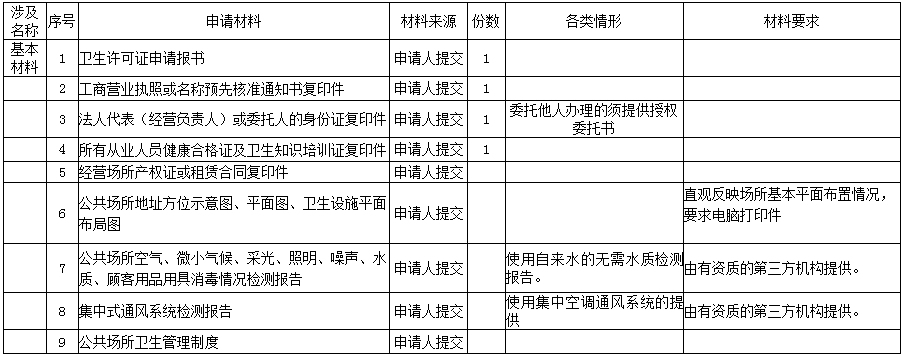 涉及名称 序号 申请材料 材料来源 份数 各类情形 材料要求
基本材料 1 卫生许可证申请报书 申请人提交 1
2 工商营业执照或名称预先核准通知书复印件 申请人提交 1
3 法人代表（经营负责人）或委托人的身份证复印件 申请人提交 1 委托他人办理的须提供授权委托书
4 所有从业人员健康合格证及卫生知识培训证复印件 申请人提交 1
5 经营场所产权证或租赁合同复印件 申请人提交
6 公共场所地址方位示意图、平面图、卫生设施平面布局图 申请人提交 直观反映场所基本平面布置情况，要求电脑打印件
7 公共场所空气、微小气候、采光、照明、噪声、水质、顾客用品用具消毒情况检测报告 申请人提交 使用自来水的无需水质检测报告。 由有资质的第三方机构提供。
8 集中式通风系统检测报告 申请人提交 使用集中空调通风系统的提供 由有资质的第三方机构提供。
9 公共场所卫生管理制度 申请人提交